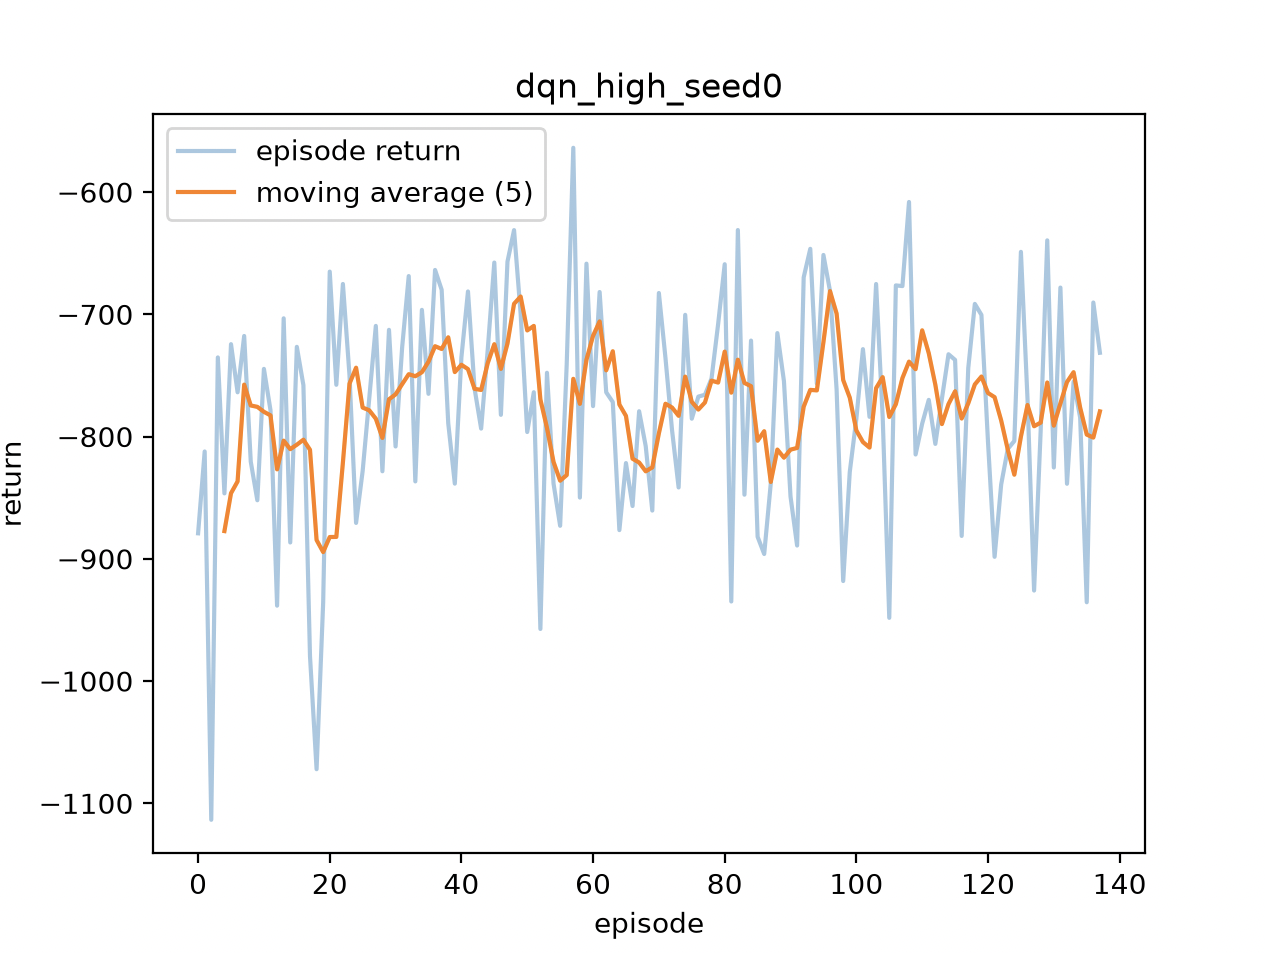 dqn_high_seed0
episode return
moving average (5)
return
−600
−700
−800
−900
−1000
−1100
0 20 40 60 80 100 120 140
episode